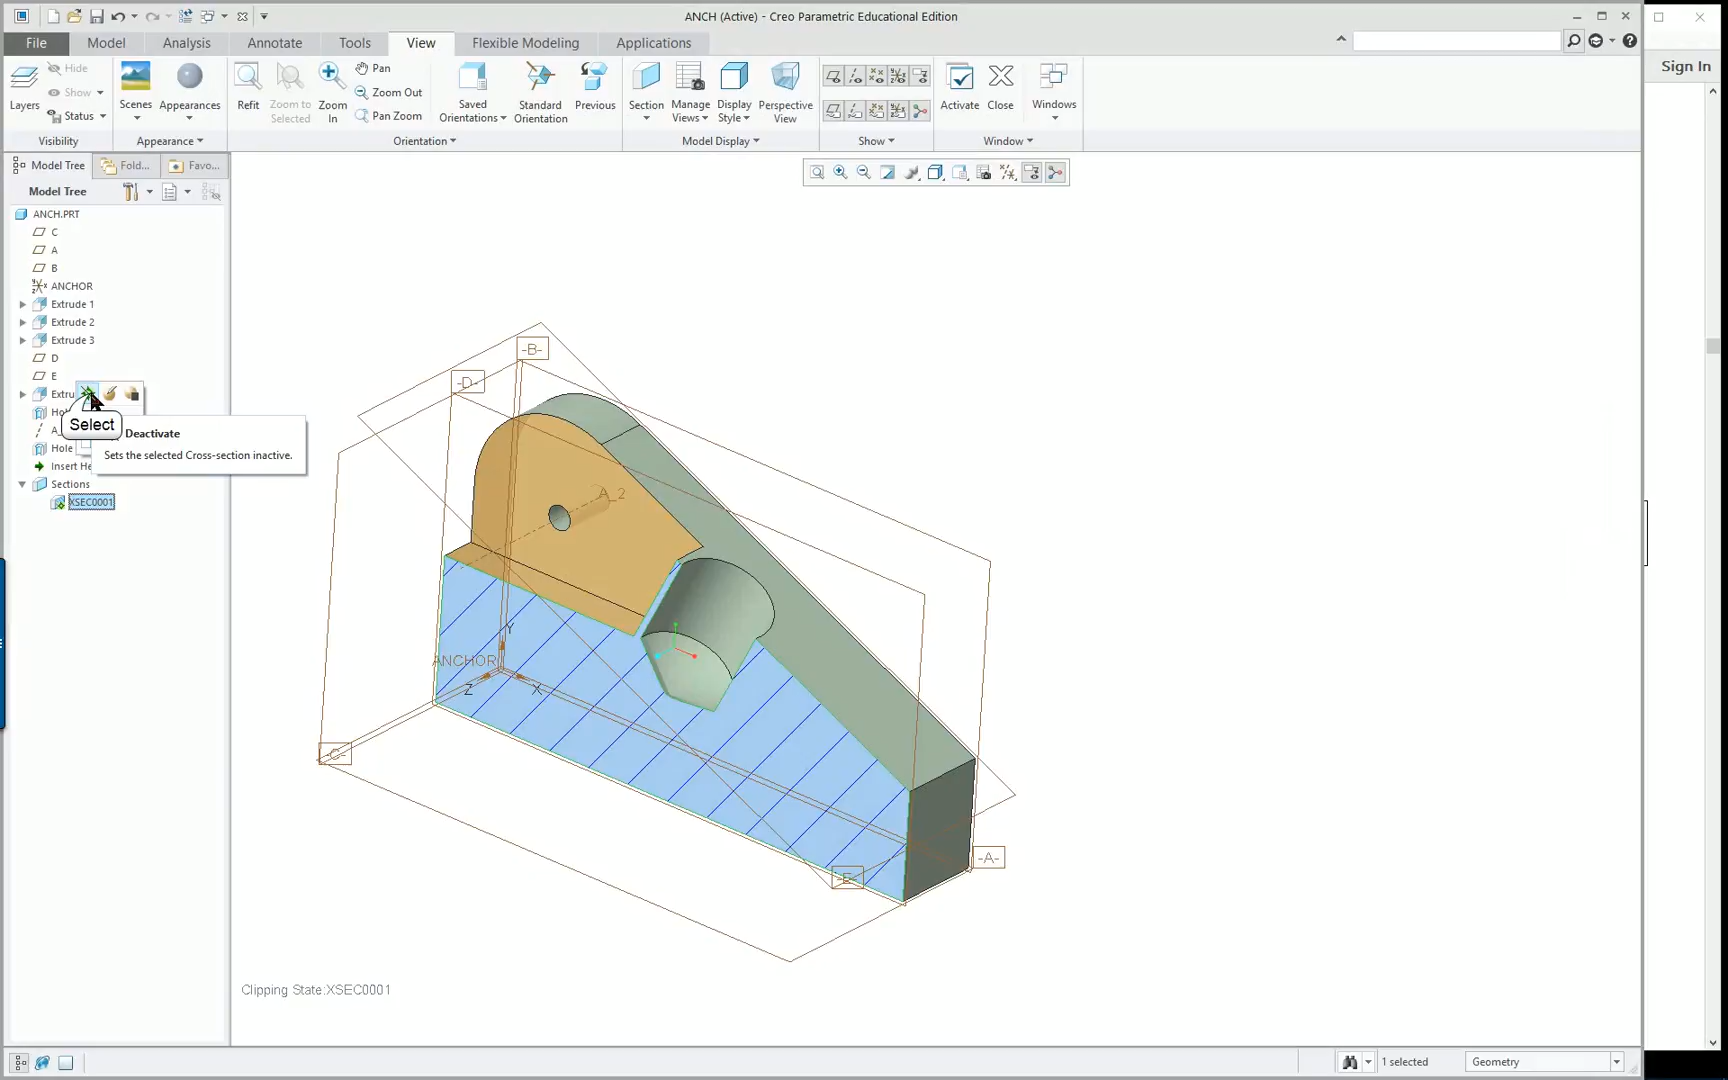 ANCH (Active) - Creo Parametric Educational Edition
File
Model
Analysis
Annotate
Tools
View
Flexible Modeling
Applications
Sign In
Layers
Hide
Show
Status
Visibility
Scenes
Appearances
Appearance
Refit
Zoom to
Selected
Zoom
In
Pan
Zoom Out
Pan Zoom
Saved
Orientations
Standard
Orientation
Previous
Orientation
Section
Manage
Views
Display
Style
Perspective
View
Model Display
Show
Activate
Close
Windows
Window
Model Tree
Fold...
Favo...
Model Tree
ANCH.PRT
C
A
B
ANCHOR
Extrude 1
Extrude 2
Extrude 3
D
E
Extru
Hol
Select
A_
Deactivate
Hole
Sets the selected Cross-section inactive.
Insert He
Sections
XSEC0001
-B-
-D-
A_2
Y
ANCHOR
Z
X
-C-
-A-
-E-
Clipping State:XSEC0001
1 selected
Geometry